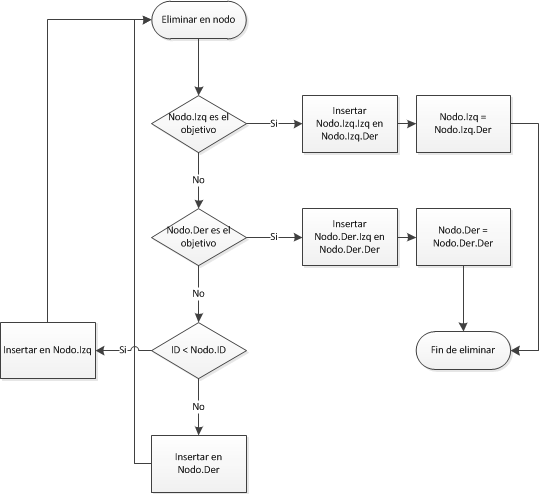 Eliminar en nodo
Nodo.Izq es el
objetivo
Si
Insertar
Nodo.Izq.Izq en
Nodo.Izq.Der
Nodo.Izq =
Nodo.Izq.Der
No
Nodo.Der es el
objetivo
Si
Insertar
Nodo.Der.Izq en
Nodo.Der.Der
Nodo.Der =
Nodo.Der.Der
No
Insertar en Nodo.Izq
Si
ID < Nodo.ID
Fin de eliminar
No
Insertar en
Nodo.Der